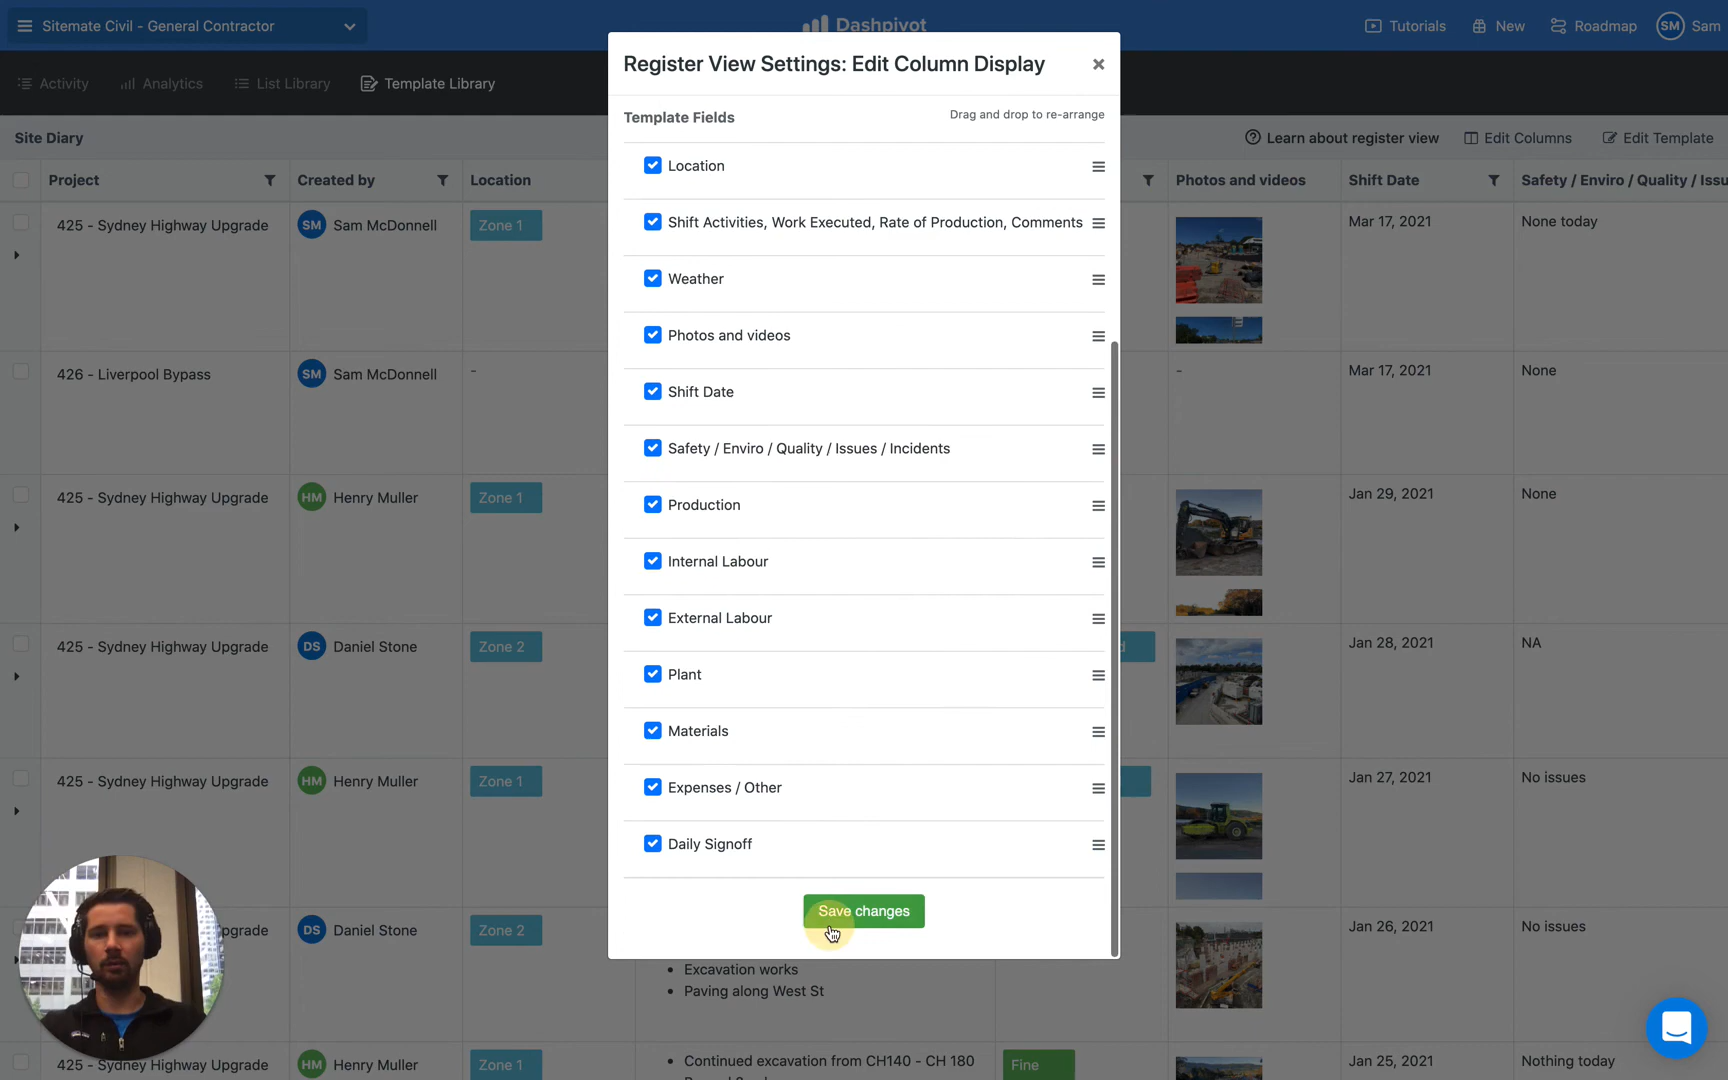 Sitemate Civil - General Contractor
Dashpivot
Tutorials
New
Roadmap
SM Sam
Activity
Analytics
List Library
Template Library
Site Diary
Learn about register view
Edit Columns
Edit Template
Project
Created by
Location
Photos and videos
Shift Date
Safety / Enviro / Quality / Issu
425 - Sydney Highway Upgrade
SM Sam McDonnell
Zone 1
Mar 17, 2021
None today
426 - Liverpool Bypass
SM Sam McDonnell
-
-
Mar 17, 2021
None
425 - Sydney Highway Upgrade
HM Henry Muller
Zone 1
Jan 29, 2021
None
425 - Sydney Highway Upgrade
DS Daniel Stone
Zone 2
d
Jan 28, 2021
NA
425 - Sydney Highway Upgrade
HM Henry Muller
Zone 1
Jan 27, 2021
No issues
pgrade
DS Daniel Stone
Zone 2
Excavation works
Paving along West St
Jan 26, 2021
No issues
425 - Sydney Highway Upgrade
HM Henry Muller
Zone 1
Continued excavation from CH140 - CH 180
Fine
Jan 25, 2021
Nothing today
Register View Settings: Edit Column Display
×
Template Fields
Drag and drop to re-arrange
Location
Shift Activities, Work Executed, Rate of Production, Comments
Weather
Photos and videos
Shift Date
Safety / Enviro / Quality / Issues / Incidents
Production
Internal Labour
External Labour
Plant
Materials
Expenses / Other
Daily Signoff
Save changes